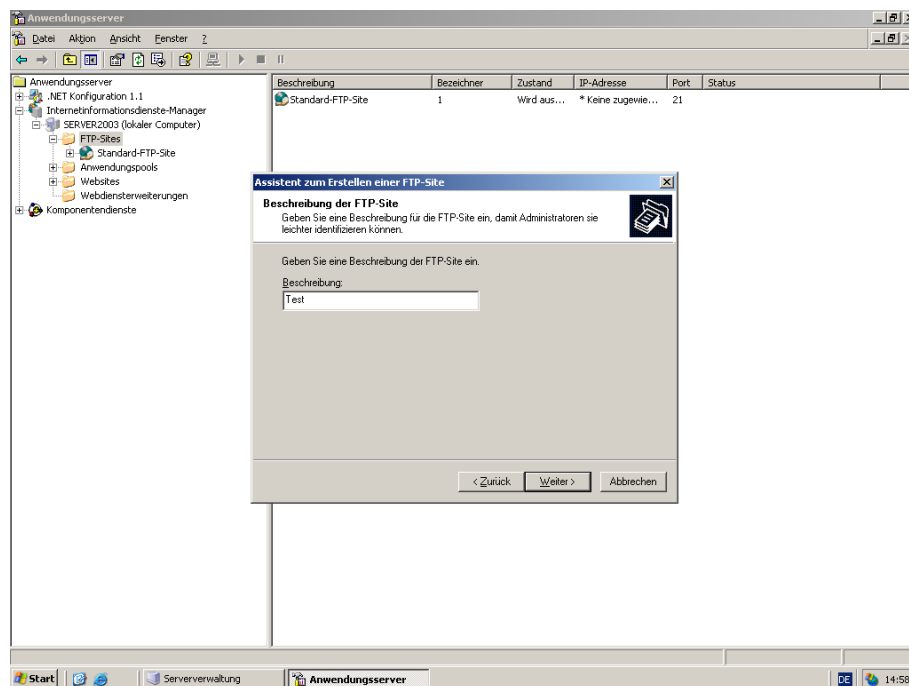 Anwendungsserver
Datei Aktion Ansicht Fenster ?
Anwendungsserver
.NET Konfiguration 1.1
Internetinformationsdienste-Manager
SERVER2003 (lokaler Computer)
FTP-Sites
Standard-FTP-Site
Anwendungspools
Websites
Webdiensterweiterungen
Komponentendienste
Beschreibung Bezeichner Zustand IP-Adresse Port Status
Standard-FTP-Site 1 Wird aus... * Keine zugewie... 21
Assistent zum Erstellen einer FTP-Site
Beschreibung der FTP-Site
Geben Sie eine Beschreibung für die FTP-Site ein, damit Administratoren sie
leichter identifizieren können.
Geben Sie eine Beschreibung der FTP-Site ein.
Beschreibung:
Test
< Zurück Weiter > Abbrechen
Start Serververwaltung Anwendungsserver DE 14:58